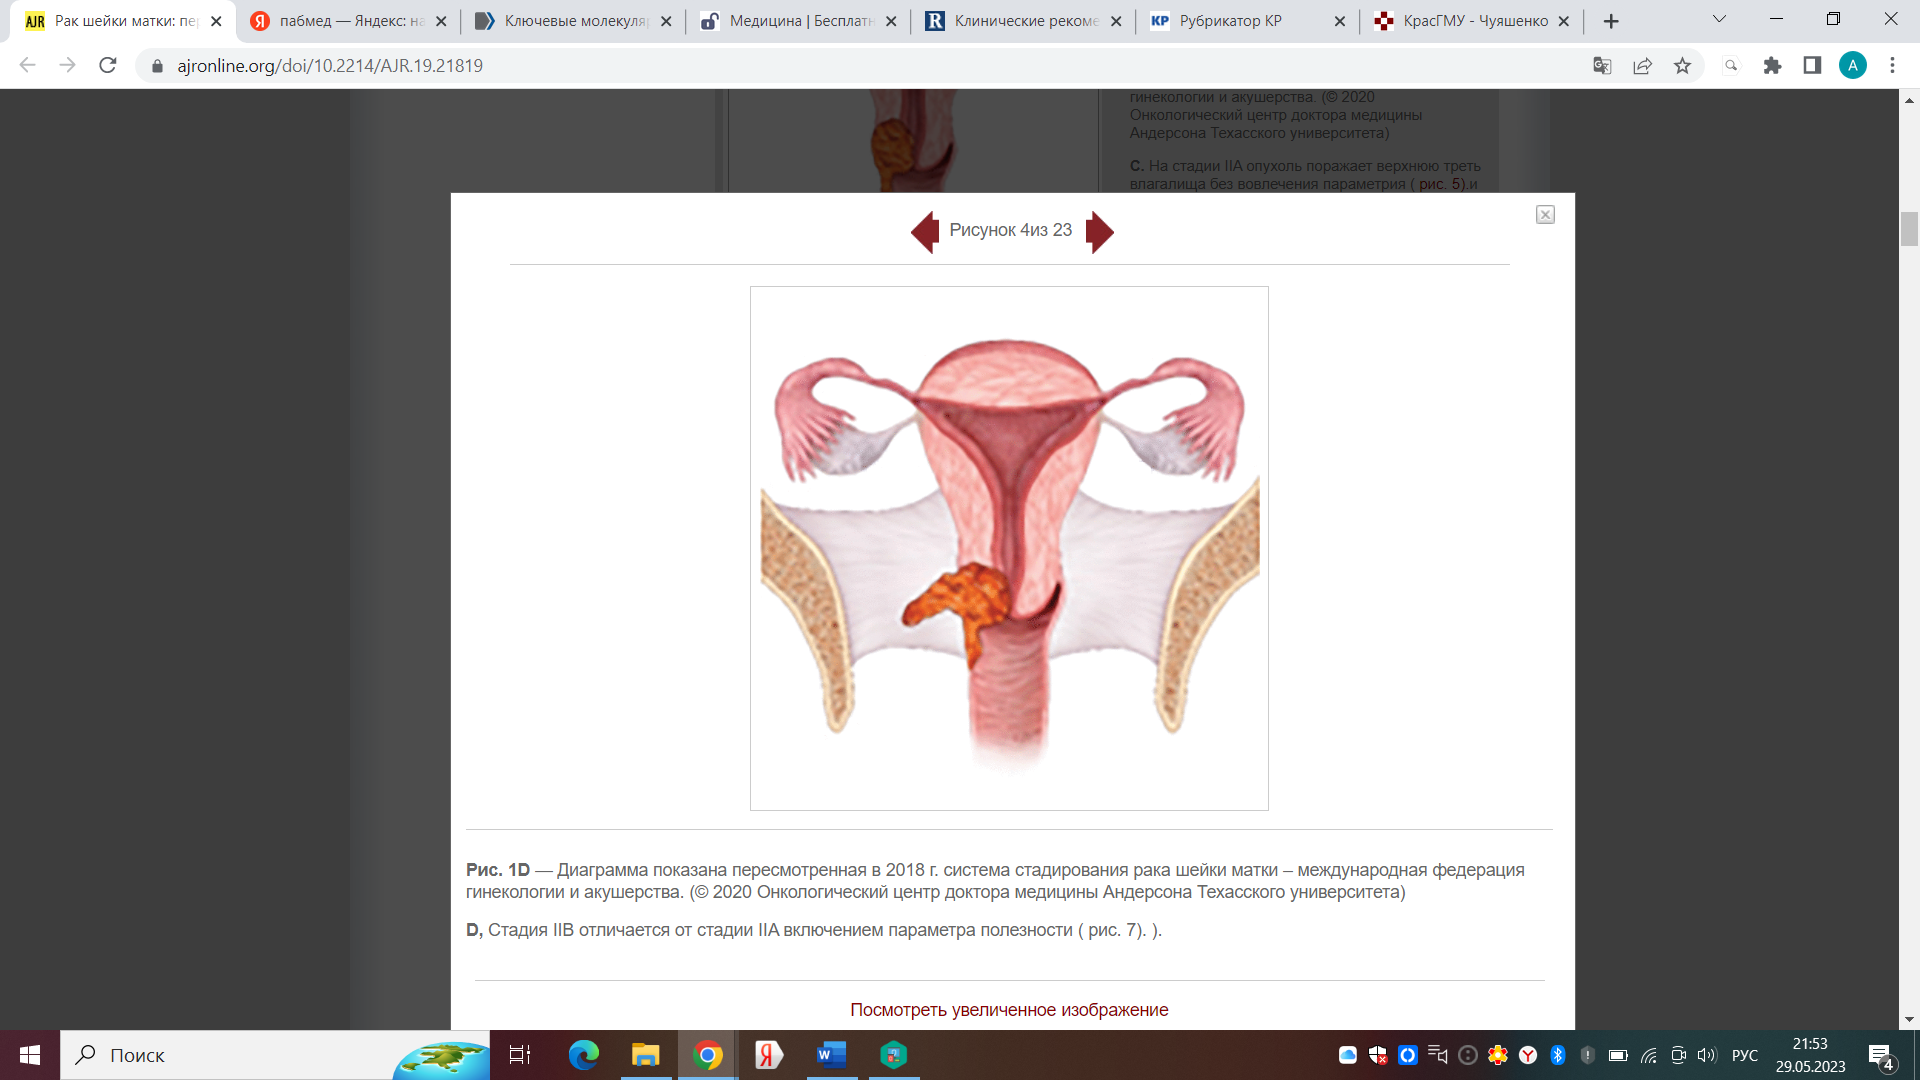 AJR Рак шейки матки: пер
Я пабмед — Яндекс: на
Ключевые молекуляр
Медицина | Бесплатн
R Клинические рекоме
KP Рубрикатор КР
КрасГМУ - Чуяшенко
ajronline.org/doi/10.2214/AJR.19.21819
A
гинекологии и акушерства. (© 2020
Онкологический центр доктора медицины
Андерсона Техасского университета)
C. На стадии IIA опухоль поражает верхнюю треть
влагалища без вовлечения параметрия ( рис. 5).и
Рисунок 4из 23
Рис. 1D — Диаграмма показана пересмотренная в 2018 г. система стадирования рака шейки матки – международная федерация
гинекологии и акушерства. (© 2020 Онкологический центр доктора медицины Андерсона Техасского университета)
D, Стадия IIB отличается от стадии IIA включением параметра полезности ( рис. 7). ).
Посмотреть увеличенное изображение
Поиск
РУС
21:53
29.05.2023
4